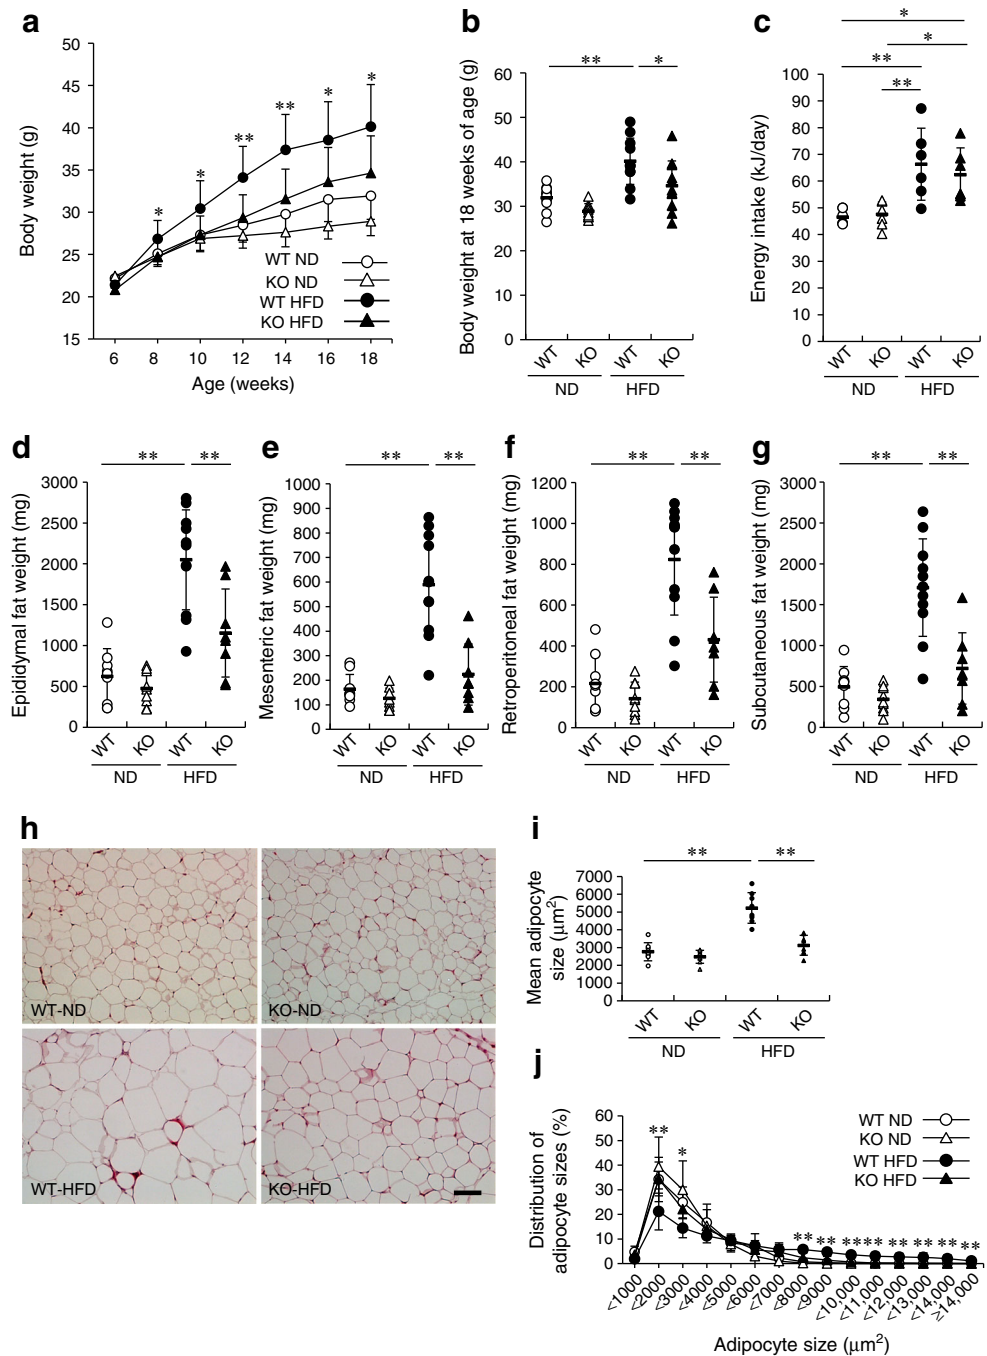 a
b
c
Body weight (g)
50
45
40
35
30
25
20
15
* ** * ** ** * *
WT ND
KO ND
WT HFD
KO HFD
6 8 10 12 14 16 18
Age (weeks)
Body weight at 18 weeks of age (g)
60
50
40
30
20
10
0
** *
WT KO WT KO
ND HFD
Energy intake (kJ/day)
100
90
80
70
60
50
40
30
20
10
0
*
*
**
**
WT KO WT KO
ND HFD
d
e
f
g
Epididymal fat weight (mg)
3000
2500
2000
1500
1000
500
0
** **
WT KO WT KO
ND HFD
Mesenteric fat weight (mg)
1000
900
800
700
600
500
400
300
200
100
0
** **
WT KO WT KO
ND HFD
Retroperitoneal fat weight (mg)
1200
1000
800
600
400
200
0
** **
WT KO WT KO
ND HFD
Subcutaneous fat weight (mg)
3000
2500
2000
1500
1000
500
0
** **
WT KO WT KO
ND HFD
h
WT-ND
KO-ND
WT-HFD
KO-HFD
i
Mean adipocyte
size (μm²)
7000
6000
5000
4000
3000
2000
1000
0
** **
WT KO WT KO
ND HFD
j
Distribution of
adipocyte sizes (%)
60
50
40
30
20
10
0
** * ** ** ** ** ** ** ** **
WT ND
KO ND
WT HFD
KO HFD
<1000 <2000 <3000 <4000 <5000 <6000 <7000 <8000 <9000 <10,000 <11,000 <12,000 <13,000 <14,000 ≥14,000
Adipocyte size (μm²)